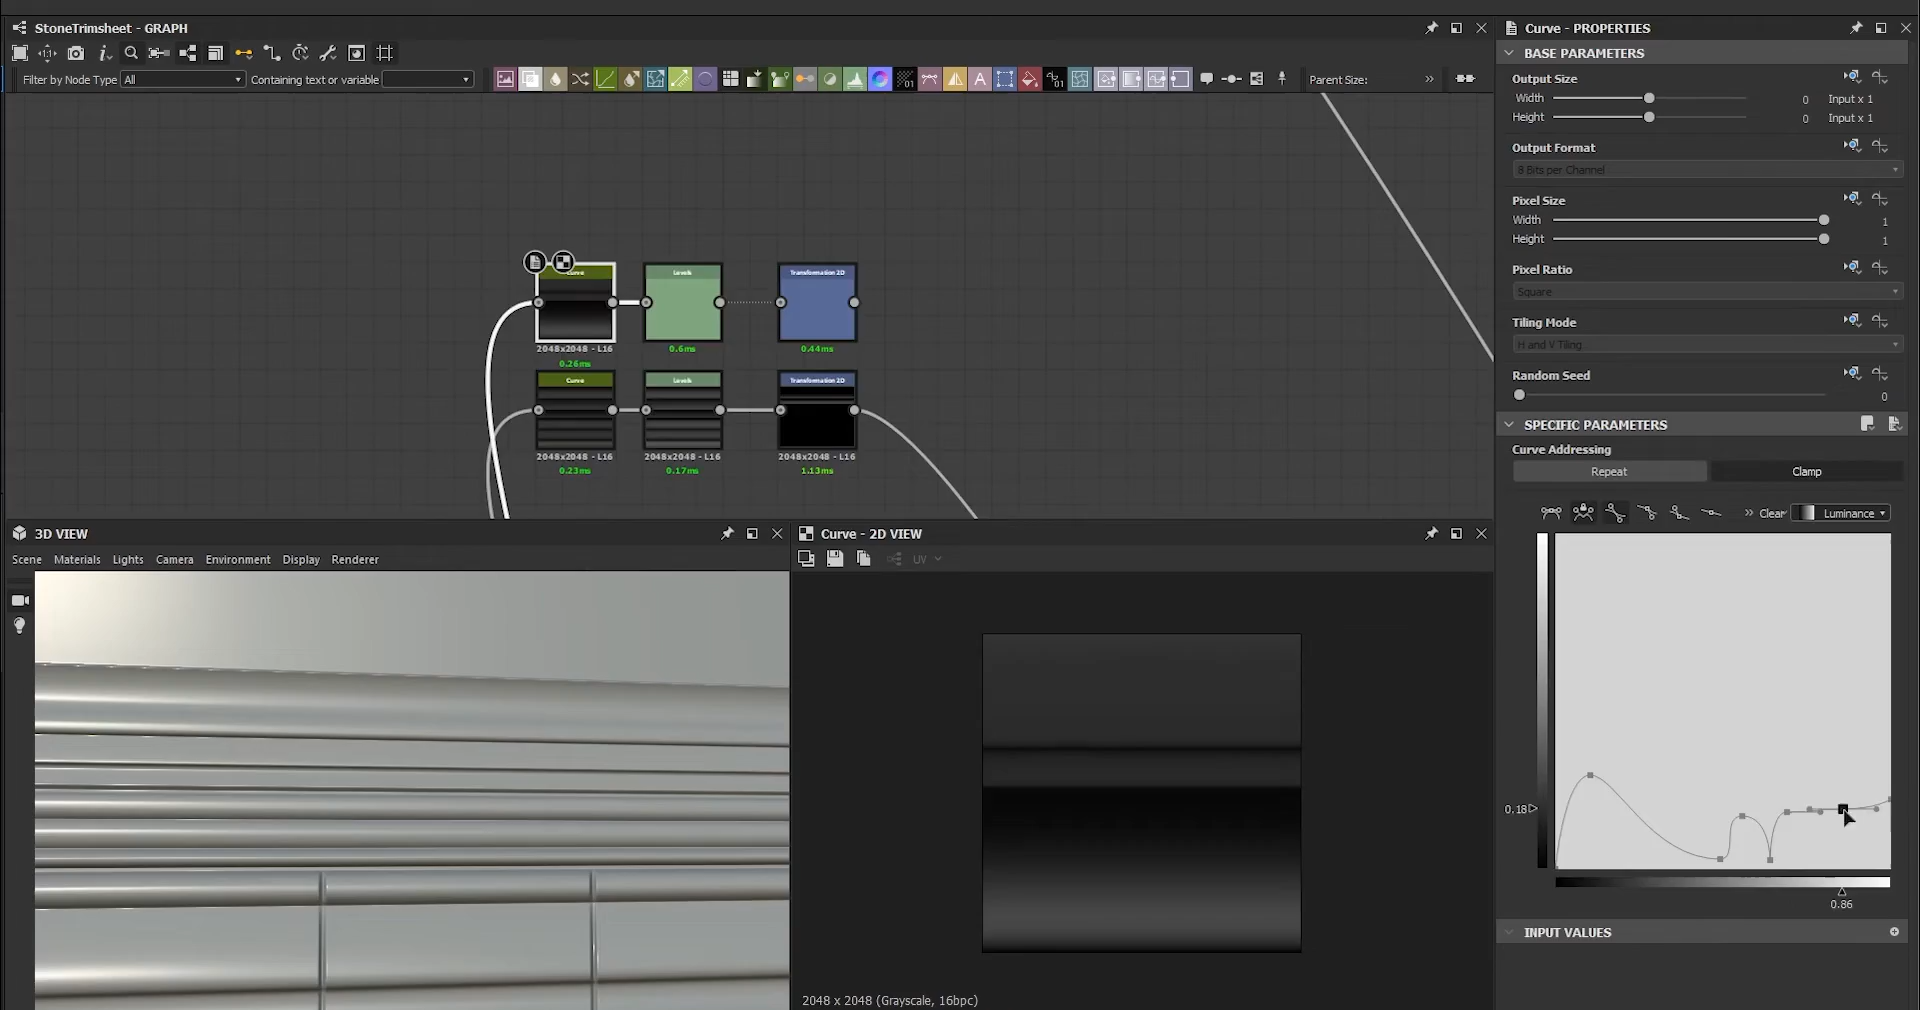 StoneTrimsheet - GRAPH
Filter by Node Type All Containing text or variable
Parent Size:
Curve Levels Transformation 2D
2048x2048 - L16
0.26ms 0.6ms 0.44ms
Curve Levels Transformation 2D
2048x2048 - L16 2048x2048 - L16 2048x2048 - L16
0.23ms 0.17ms 1.13ms
3D VIEW
Scene Materials Lights Camera Environment Display Renderer
Curve - 2D VIEW
UV
2048 x 2048 (Grayscale, 16bpc)
Curve - PROPERTIES
BASE PARAMETERS
Output Size
Width 0 Input x 1
Height 0 Input x 1
Output Format
8 Bits per Channel
Pixel Size
Width 1
Height 1
Pixel Ratio
Square
Tiling Mode
H and V Tiling
Random Seed
0
SPECIFIC PARAMETERS
Curve Addressing
Repeat Clamp
Clear Luminance
0.18
0.86
INPUT VALUES